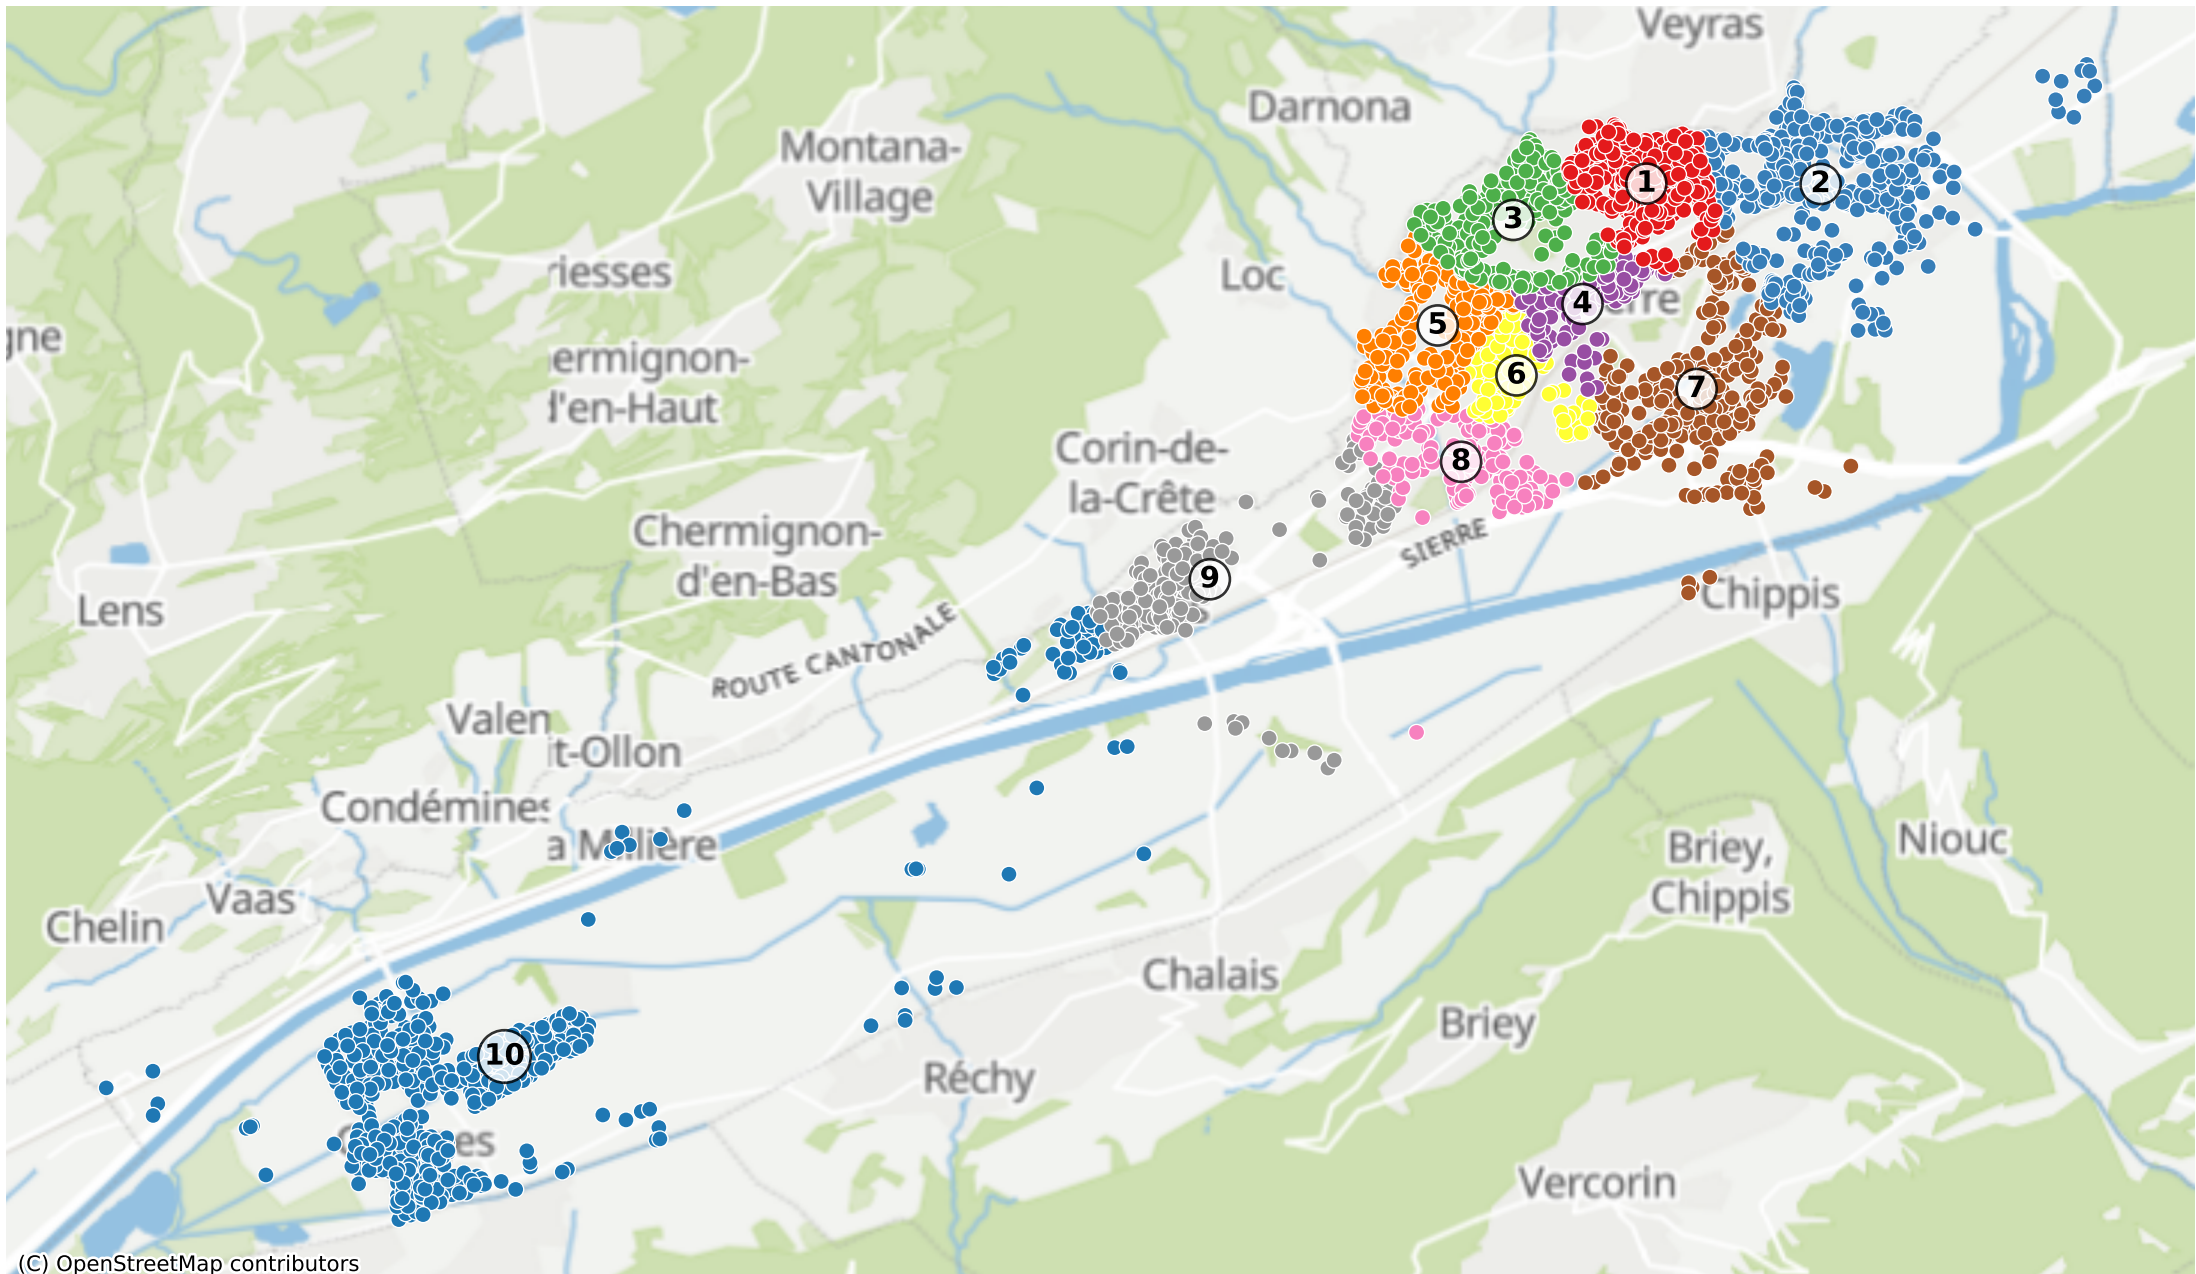 Veyras
Darnona
Montana-
Village
1
2
3
Loc
riesses
4
rre
5
gne
ermignon-
d'en-Haut
6
7
Corin-de-
la-Crête
8
SIERRE
Chermignon-
d'en-Bas
9
Chippis
Lens
ROUTE CANTONALE
Valen
t-Ollon
Condémines
Niouc
Briey,
Chippis
Vaas
Chelin
Chalais
Briey
10
Réchy
es
Vercorin
(C) OpenStreetMap contributors